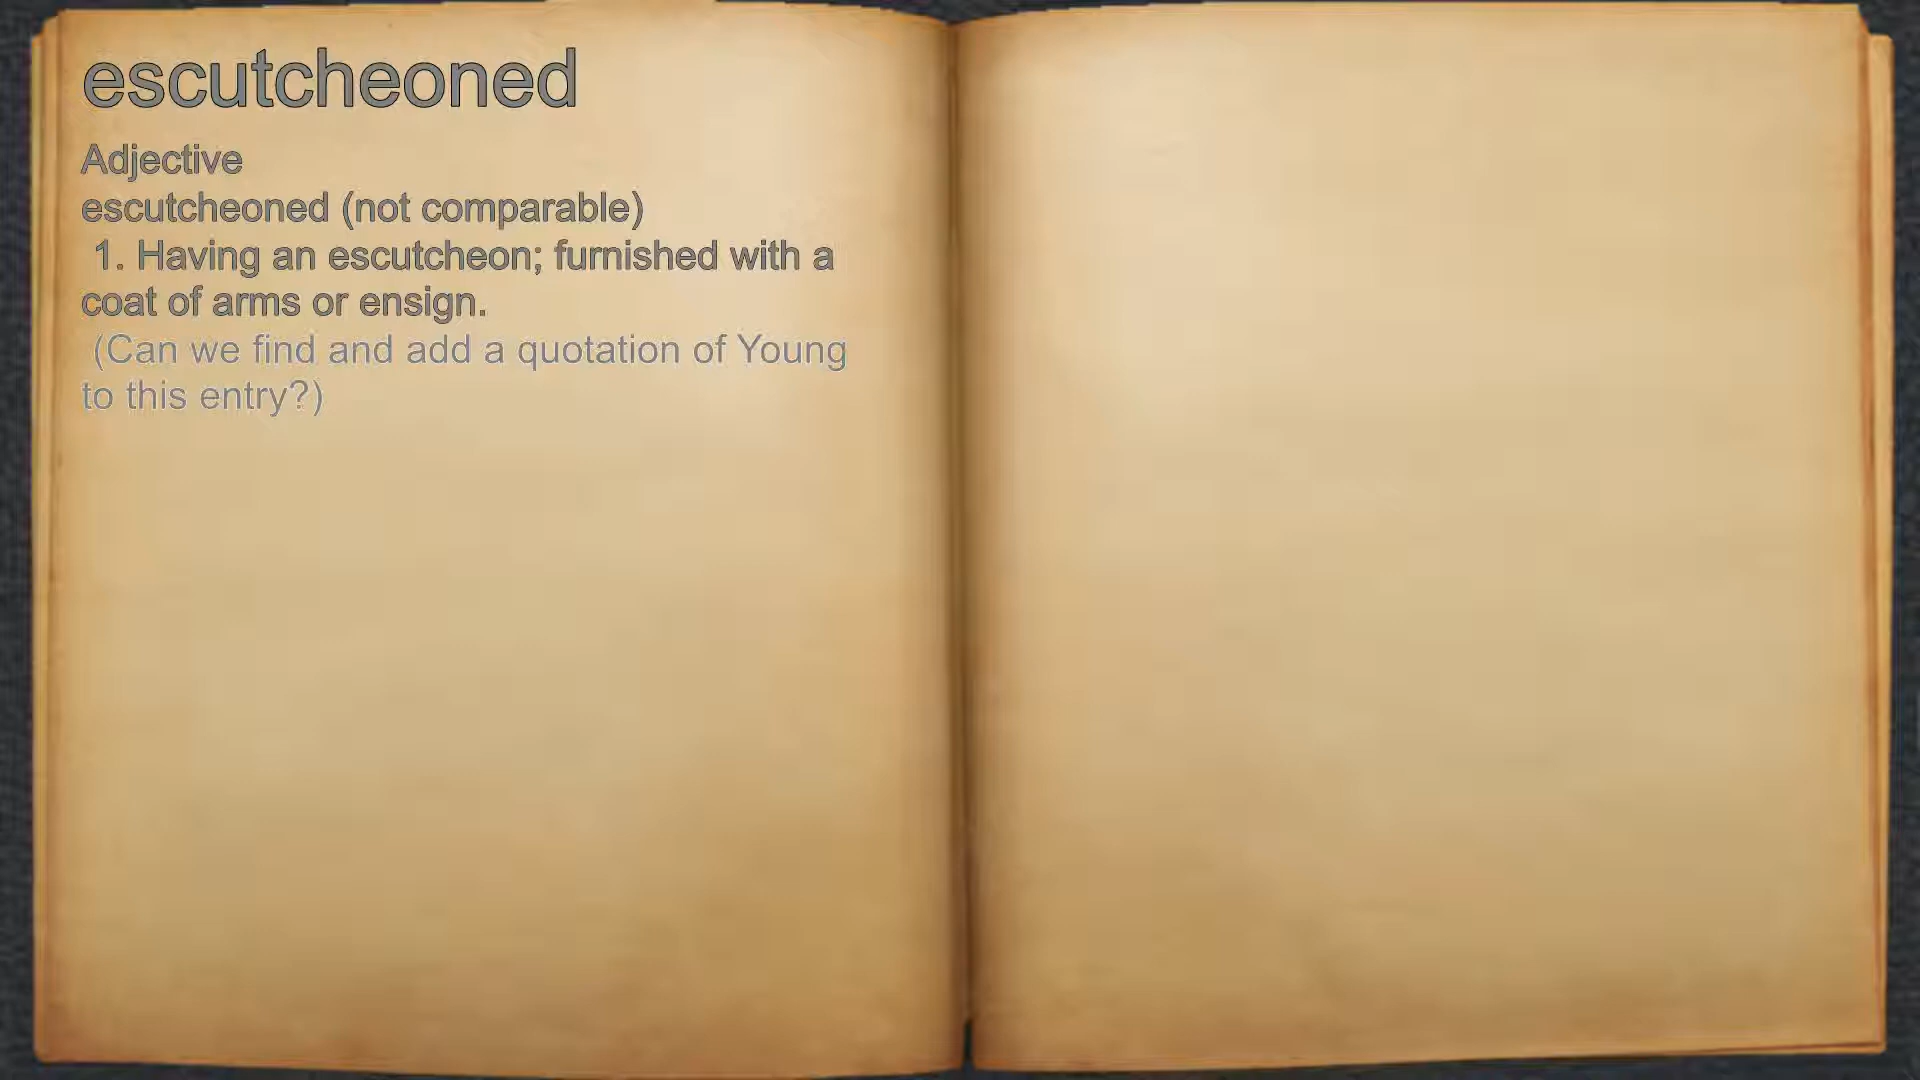 escutcheoned
Adjective
escutcheoned (not comparable)
1. Having an escutcheon; furnished with a
coat of arms or ensign.
(Can we find and add a quotation of Young
to this entry?)